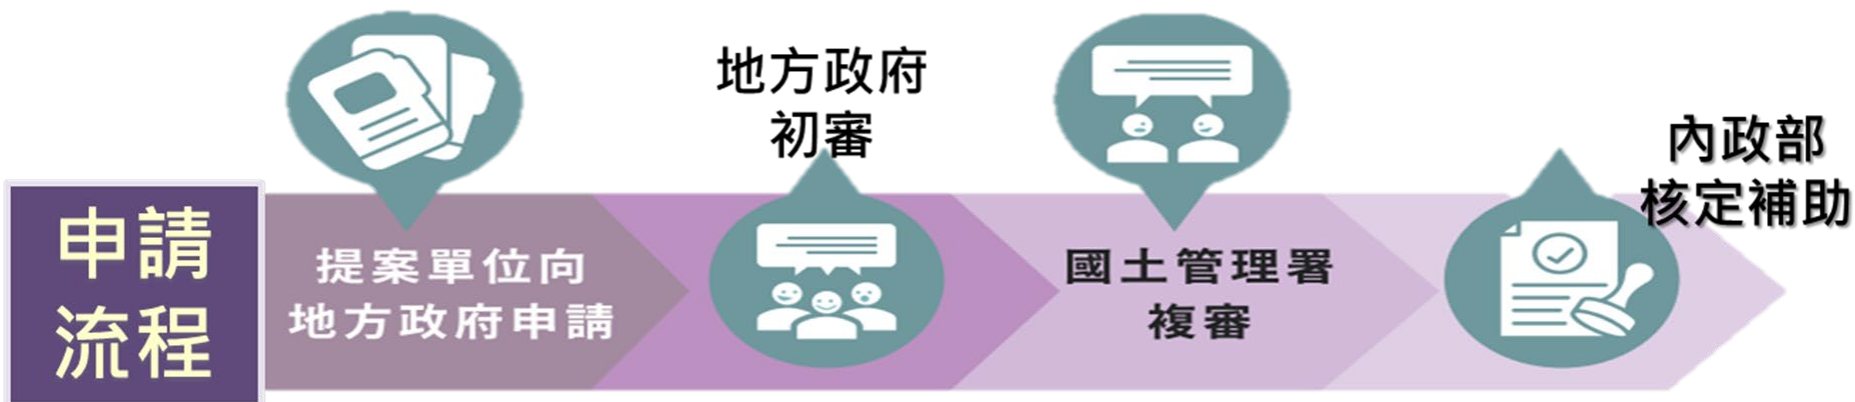 申請
流程
提案單位向
地方政府申請
地方政府
初審
國土管理署
複審
內政部
核定補助